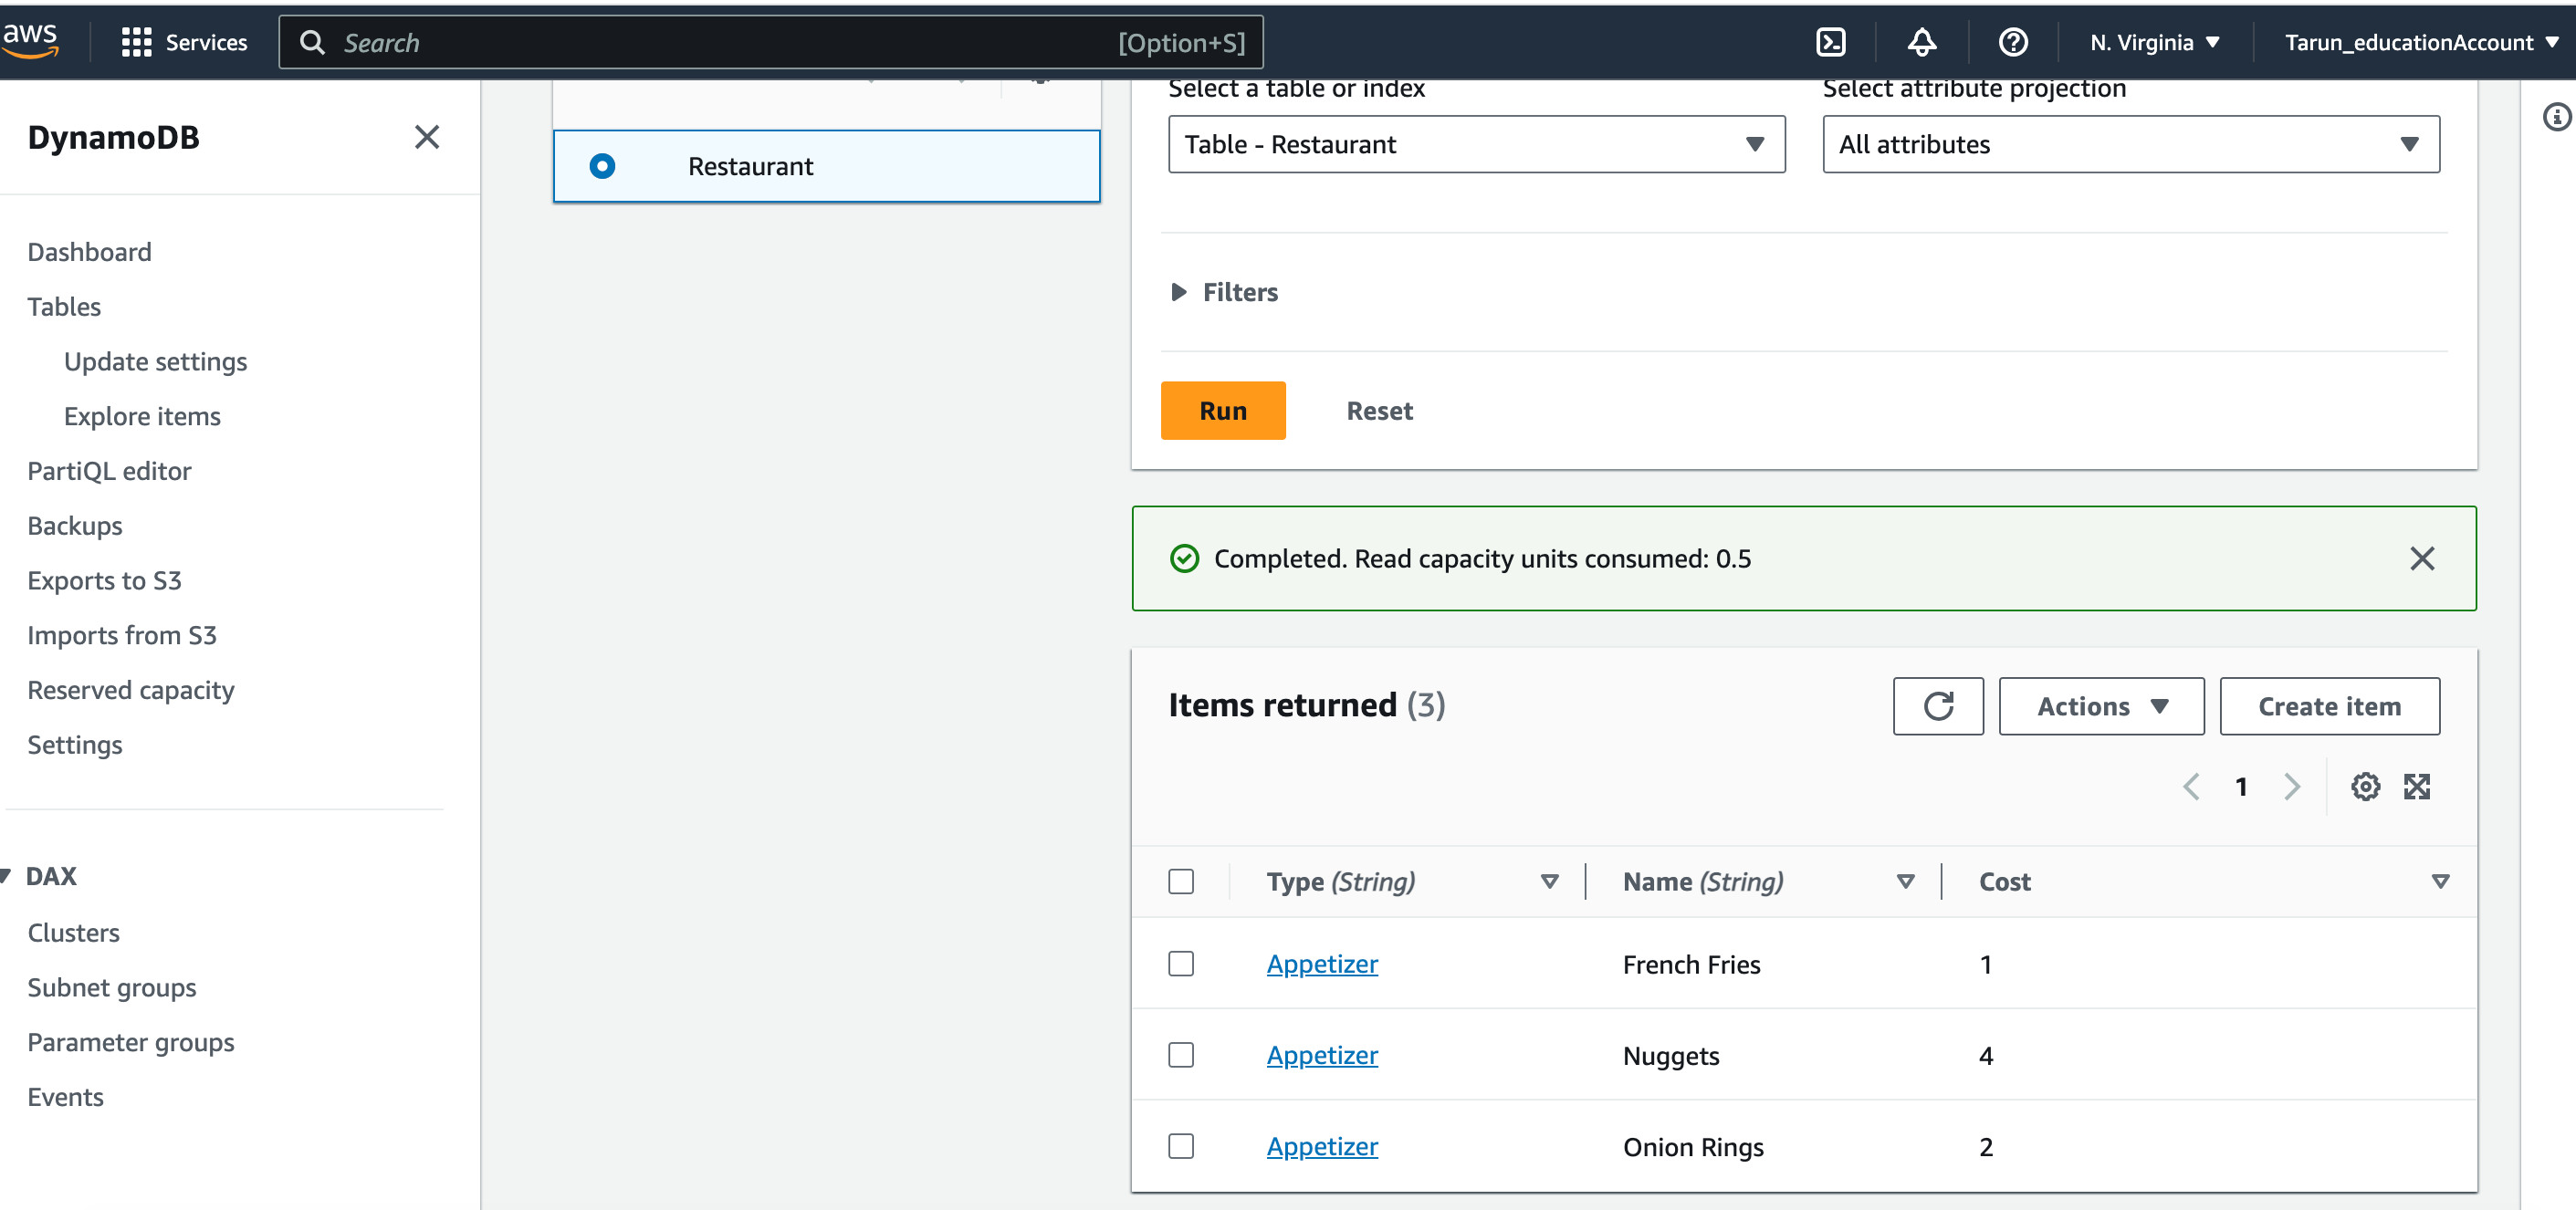 aws
Services
Search
[Option+S]
N. Virginia
Tarun_educationAccount
DynamoDB
Dashboard
Tables
Update settings
Explore items
PartiQL editor
Backups
Exports to S3
Imports from S3
Reserved capacity
Settings
DAX
Clusters
Subnet groups
Parameter groups
Events
Restaurant
Select a table or index
Select attribute projection
Table - Restaurant
All attributes
Filters
Run
Reset
Completed. Read capacity units consumed: 0.5
Items returned (3)
Actions
Create item
1
Type (String)
Name (String)
Cost
Appetizer
French Fries
1
Appetizer
Nuggets
4
Appetizer
Onion Rings
2